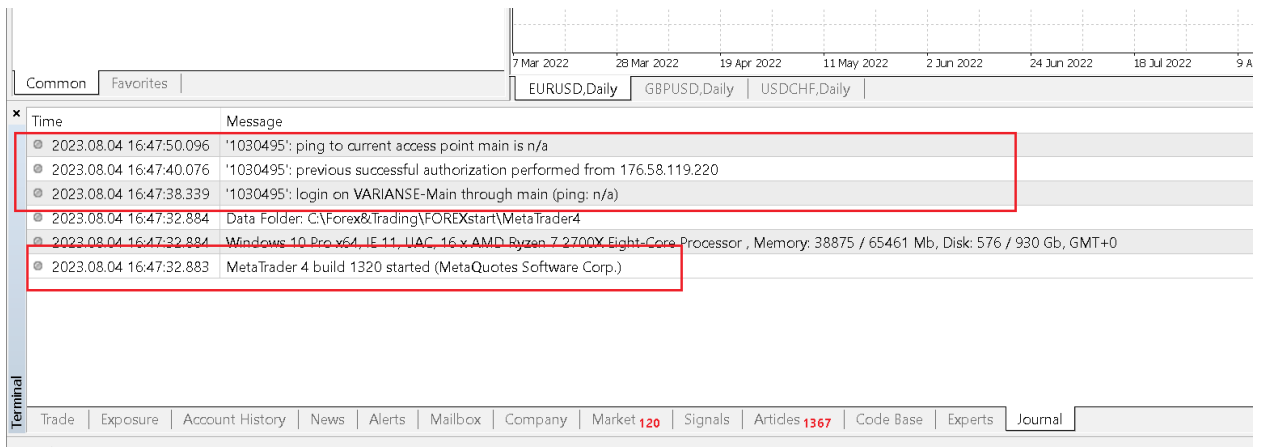 7 Mar 2022 28 Mar 2022 19 Apr 2022 11 May 2022 2 Jun 2022 24 Jun 2022 18 Jul 2022 9 A
Common Favorites
EURUSD,Daily GBPUSD,Daily USDCHF,Daily
× Time Message
2023.08.04 16:47:50.096 '1030495': ping to current access point main is n/a
2023.08.04 16:47:40.076 '1030495': previous successful authorization performed from 176.58.119.220
2023.08.04 16:47:38.339 '1030495': login on VARIANSE-Main through main (ping: n/a)
2023.08.04 16:47:32.884 Data Folder: C:\Forex&Trading\FOREXstart\MetaTrader4
2023.08.04 16:47:32.884 Windows 10 Pro x64, IE 11, UAC, 16 x AMD Ryzen 7 2700X Eight-Core Processor , Memory: 38875 / 65461 Mb, Disk: 576 / 930 Gb, GMT+0
2023.08.04 16:47:32.883 MetaTrader 4 build 1320 started (MetaQuotes Software Corp.)
Terminal
Trade Exposure Account History News Alerts Mailbox Company Market 120 Signals Articles 1367 Code Base Experts Journal